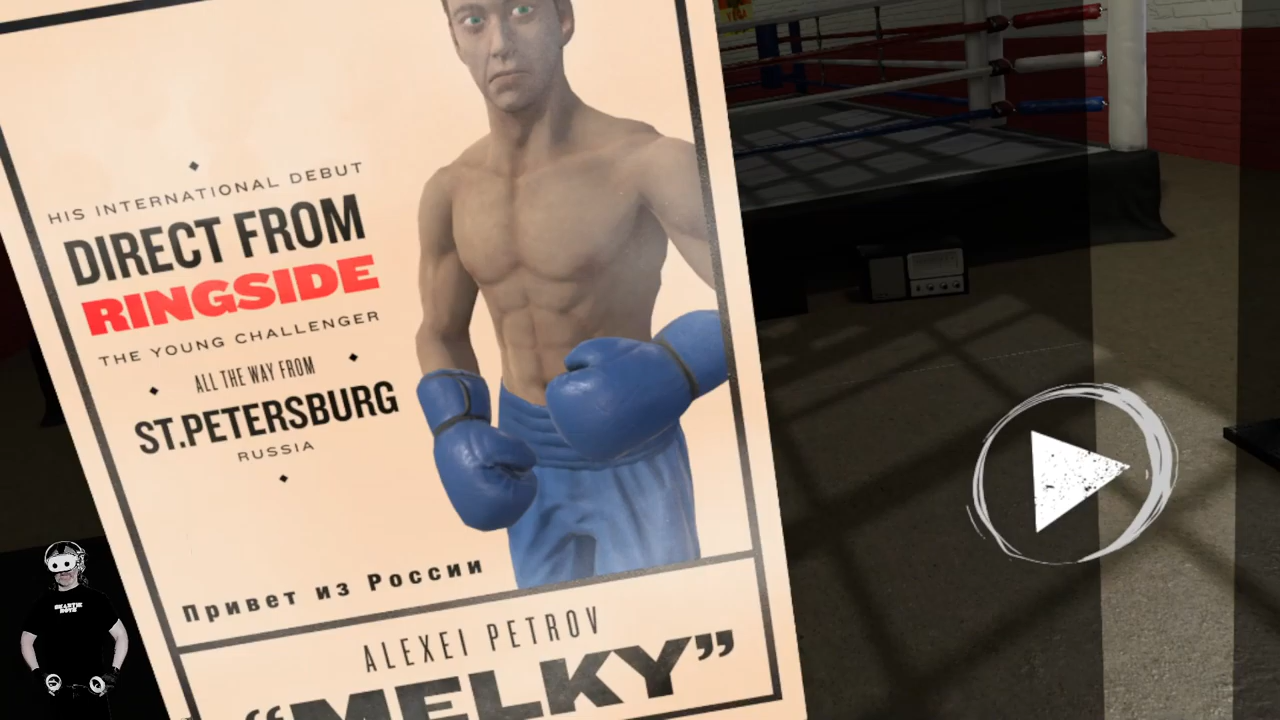 HIS INTERNATIONAL DEBUT
DIRECT FROM
RINGSIDE
THE YOUNG CHALLENGER
ALL THE WAY FROM
ST.PETERSBURG
RUSSIA
Привет из России
ALEXEI PETROV
“MELKY”